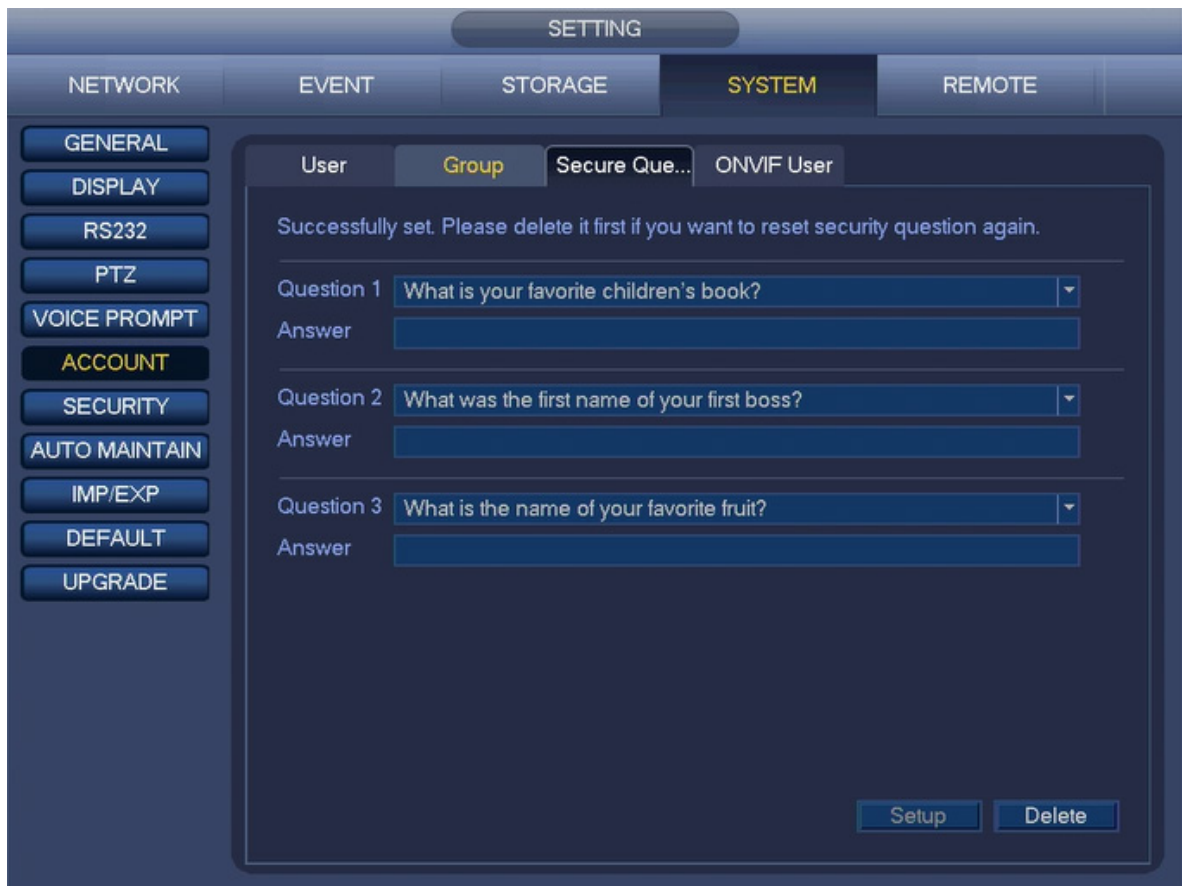 SETTING
NETWORK EVENT STORAGE SYSTEM REMOTE
GENERAL
DISPLAY
RS232
PTZ
VOICE PROMPT
ACCOUNT
SECURITY
AUTO MAINTAIN
IMP/EXP
DEFAULT
UPGRADE
User Group Secure Que... ONVIF User
Successfully set. Please delete it first if you want to reset security question again.
Question 1 What is your favorite children's book?
Answer
Question 2 What was the first name of your first boss?
Answer
Question 3 What is the name of your favorite fruit?
Answer
Setup Delete